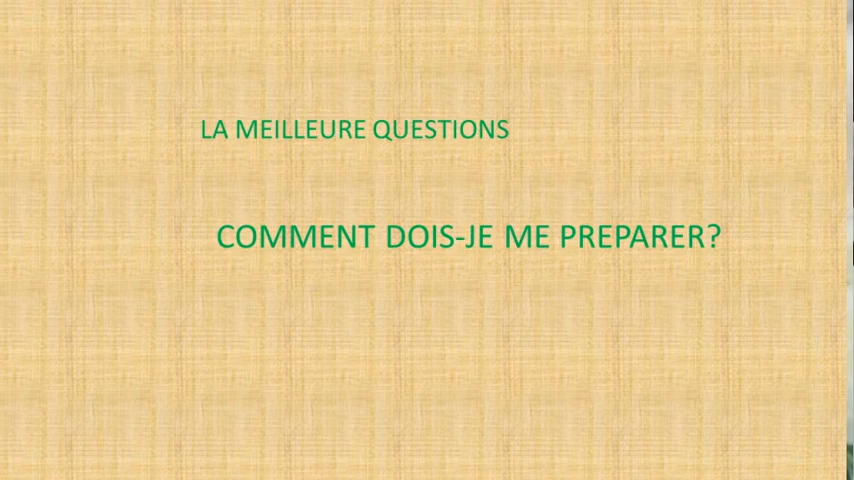 LA MEILLEURE QUESTIONS
COMMENT DOIS-JE ME PREPARER?